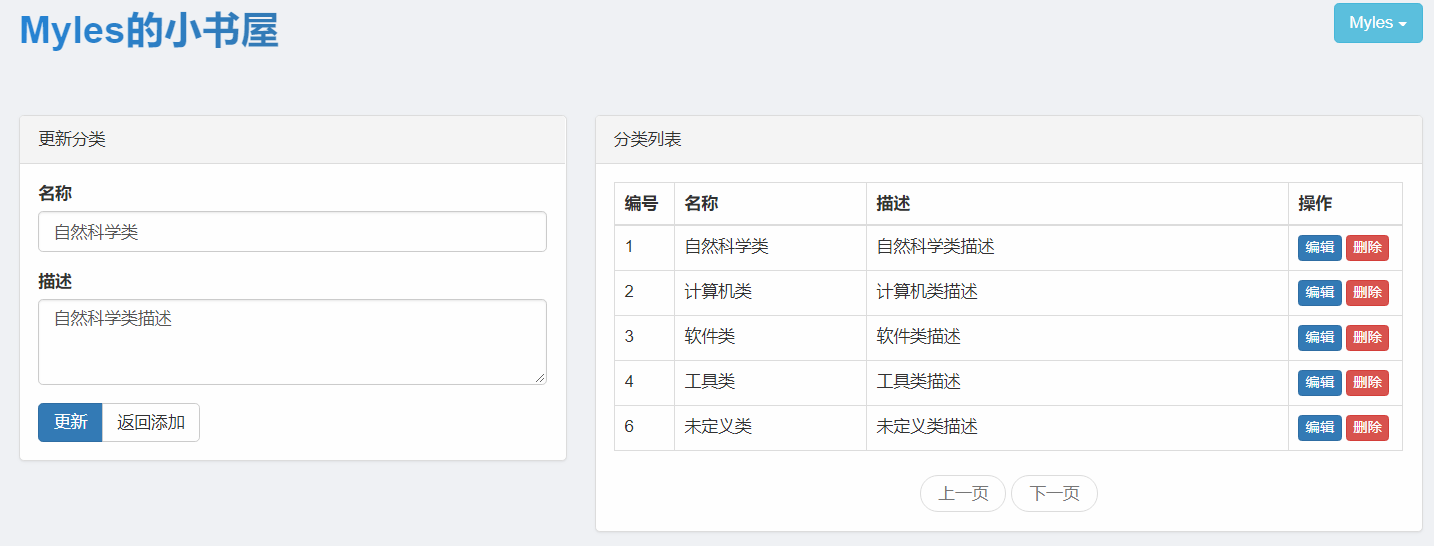 Myles的小书屋
Myles
更新分类
名称
自然科学类
描述
自然科学类描述
更新 返回添加
分类列表
编号 名称 描述 操作
1 自然科学类 自然科学类描述 编辑 删除
2 计算机类 计算机类描述 编辑 删除
3 软件类 软件类描述 编辑 删除
4 工具类 工具类描述 编辑 删除
6 未定义类 未定义类描述 编辑 删除
上一页 下一页